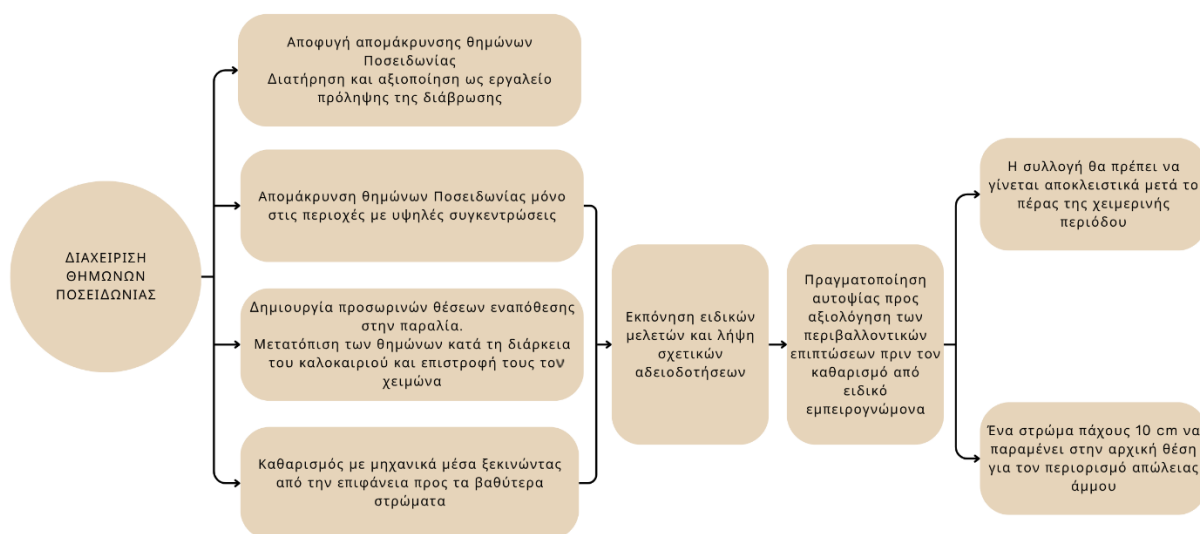 ΔΙΑΧΕΙΡΙΣΗ
ΘΗΜΩΝΩΝ
ΠΟΣΕΙΔΩΝΙΑΣ
Αποφυγή απομάκρυνσης θημώνων
Ποσειδωνίας
Διατήρηση και αξιοποίηση ως εργαλείο
πρόληψης της διάβρωσης
Απομάκρυνση θημώνων Ποσειδωνίας μόνο
στις περιοχές με υψηλές συγκεντρώσεις
Δημιουργία προσωρινών θέσεων εναπόθεσης
στην παραλία.
Μετατόπιση των θημώνων κατά τη διάρκεια
του καλοκαιριού και επιστροφή τους τον
χειμώνα
Καθαρισμός με μηχανικά μέσα ξεκινώντας
από την επιφάνεια προς τα βαθύτερα
στρώματα
Εκπόνηση ειδικών
μελετών και λήψη
σχετικών
αδειοδοτήσεων
Πραγματοποίηση
αυτοψίας προς
αξιολόγηση των
περιβαλλοντικών
επιπτώσεων πριν τον
καθαρισμό από
ειδικό
εμπειρογνώμονα
Η συλλογή θα πρέπει να
γίνεται αποκλειστικά μετά το
πέρας της χειμερινής
περιόδου
Ένα στρώμα πάχους 10 cm να
παραμένει στην αρχική θέση
για τον περιορισμό απώλειας
άμμου